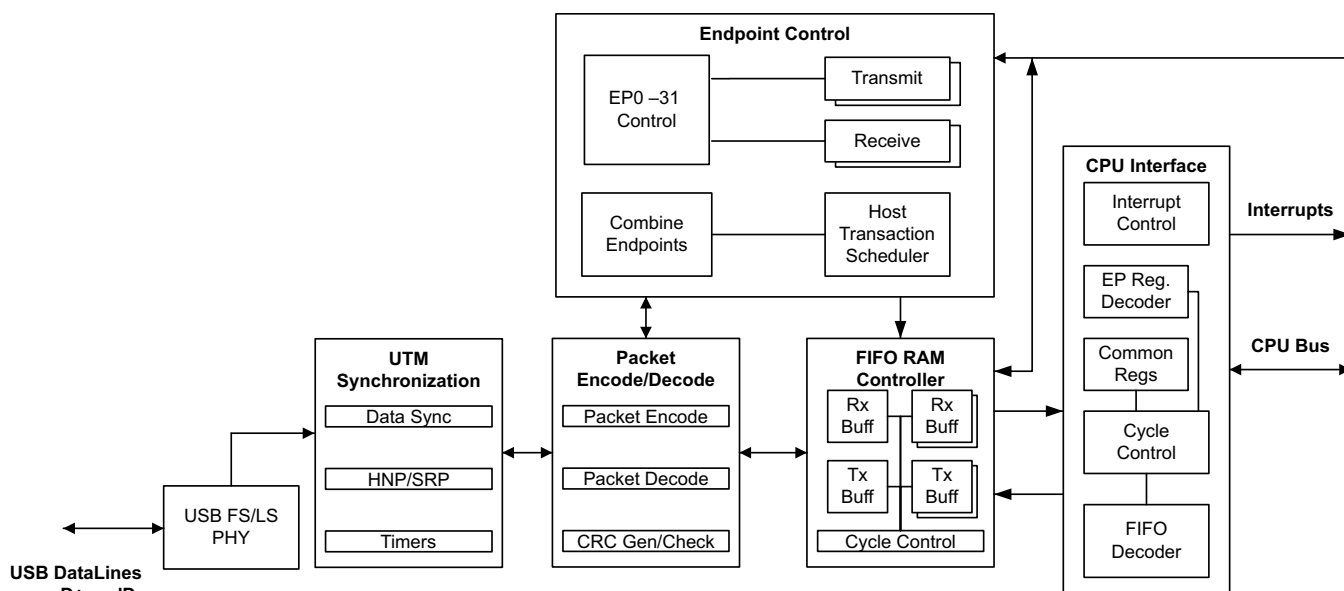 Endpoint Control
EP0 –31
Control
Transmit
Receive
Combine
Endpoints
Host
Transaction
Scheduler
CPU Interface
Interrupt
Control
EP Reg.
Decoder
Common
Regs
Cycle
Control
FIFO
Decoder
Interrupts
CPU Bus
UTM
Synchronization
Data Sync
HNP/SRP
Timers
Packet
Encode/Decode
Packet Encode
Packet Decode
CRC Gen/Check
FIFO RAM
Controller
Rx
Buff
Rx
Buff
Tx
Buff
Tx
Buff
Cycle Control
USB FS/LS
PHY
USB DataLines